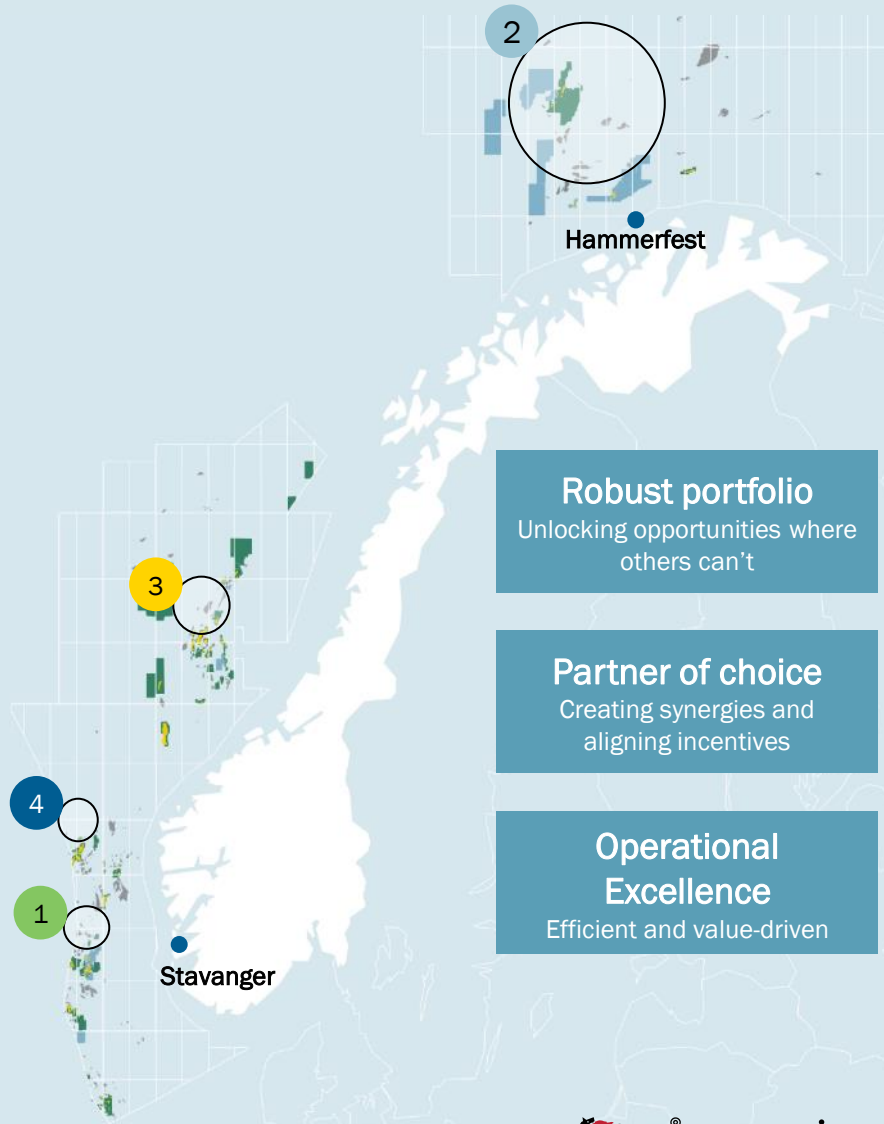 2
Hammerfest
Robust portfolio
Unlocking opportunities where
others can't
3
Partner of choice
Creating synergies and
aligning incentives
4
Operational
Excellence
Efficient and value-driven
1
Stavanger